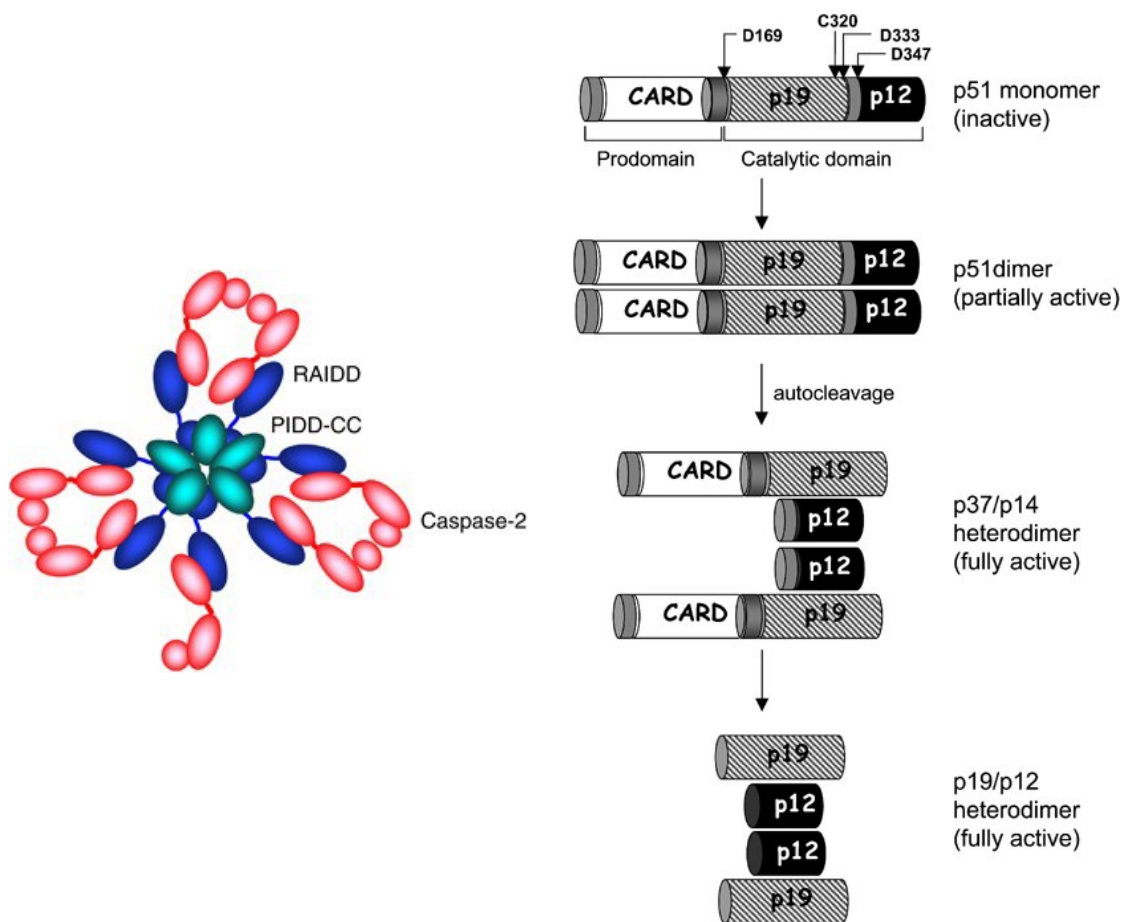 RAIDD
PIDD-CC
Caspase-2
D169
C320
D333
D347
CARD
p19
p12
p51 monomer
(inactive)
Prodomain
Catalytic domain
CARD
p19
p12
CARD
p19
p12
p51dimer
(partially active)
autocleavage
CARD
p19
p12
p12
CARD
p19
p37/p14
heterodimer
(fully active)
p19
p12
p12
p19
p19/p12
heterodimer
(fully active)